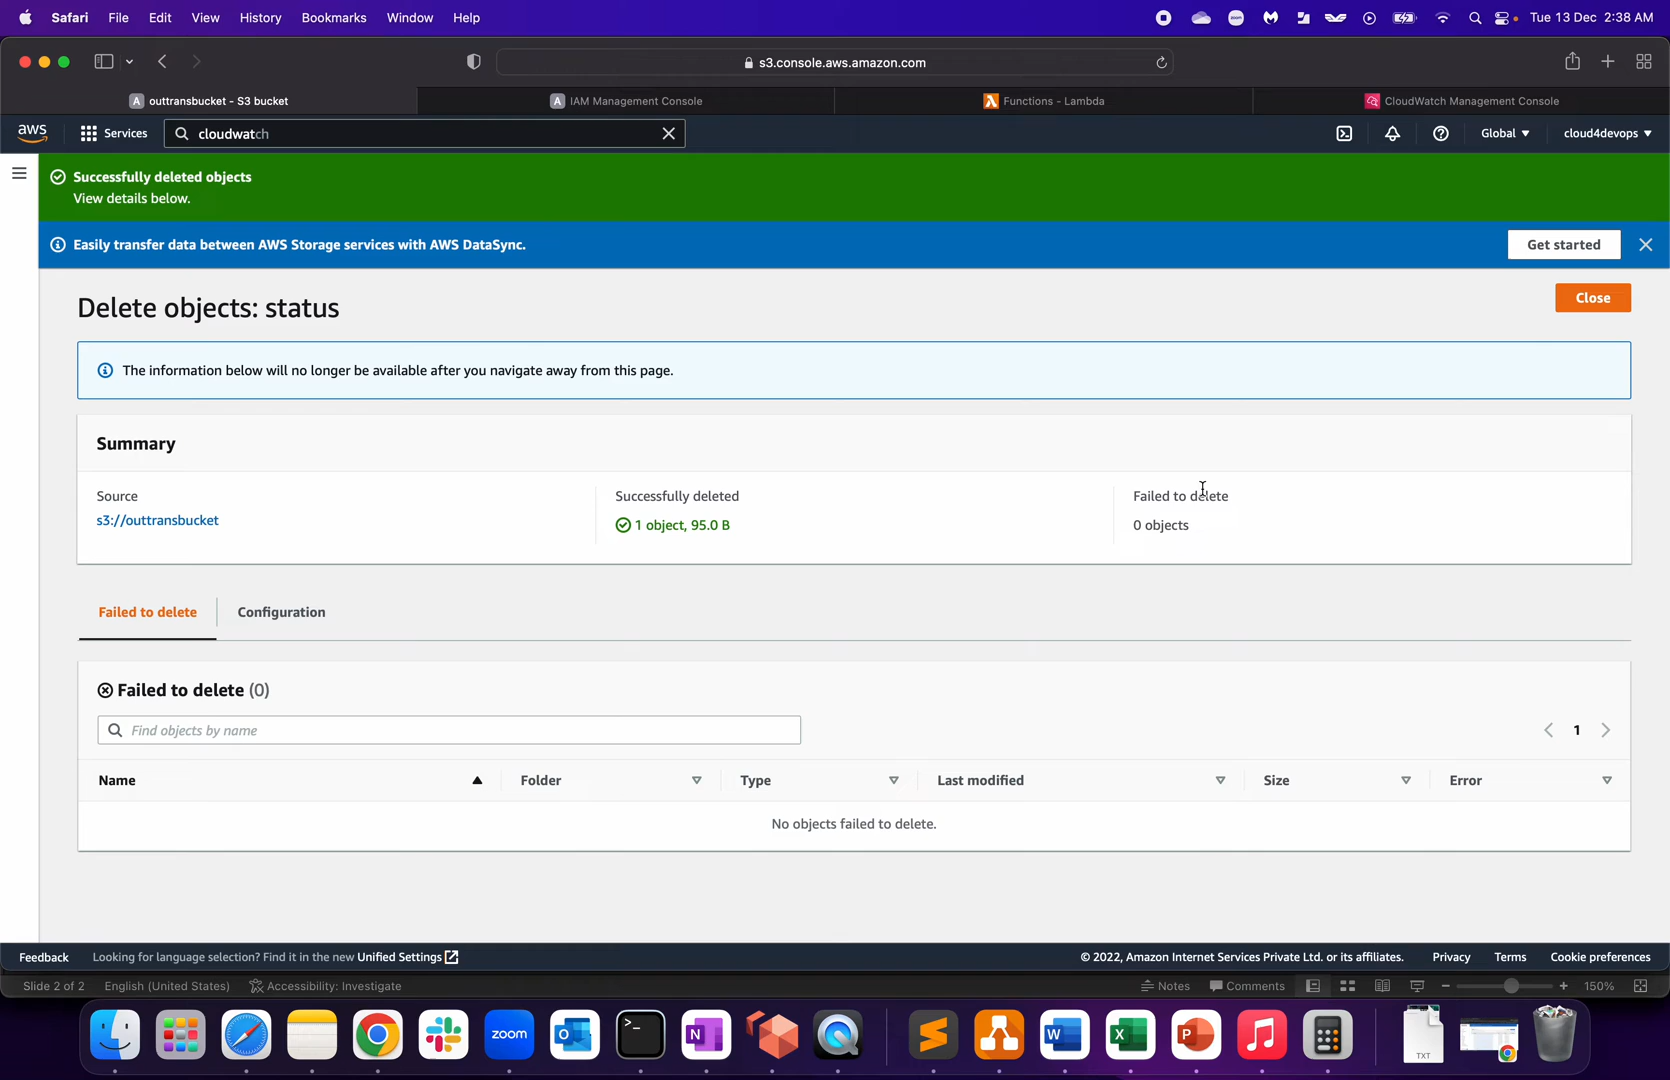 Safari File Edit View History Bookmarks Window Help
zoom
Tue 13 Dec 2:38 AM
s3.console.aws.amazon.com
A outtransbucket - S3 bucket
A IAM Management Console
Functions - Lambda
CloudWatch Management Console
aws
Services
cloudwatch
Global
cloud4devops
Successfully deleted objects
View details below.
Easily transfer data between AWS Storage services with AWS DataSync.
Get started
Delete objects: status
Close
The information below will no longer be available after you navigate away from this page.
Summary
Source
Successfully deleted
Failed to delete
s3://outtransbucket
1 object, 95.0 B
0 objects
Failed to delete
Configuration
Failed to delete (0)
Find objects by name
1
Name
Folder
Type
Last modified
Size
Error
No objects failed to delete.
Feedback
Looking for language selection? Find it in the new Unified Settings
© 2022, Amazon Internet Services Private Ltd. or its affiliates.
Privacy
Terms
Cookie preferences
Slide 2 of 2
English (United States)
Accessibility: Investigate
Notes
Comments
150%
zoom
N
W
X
P
TXT